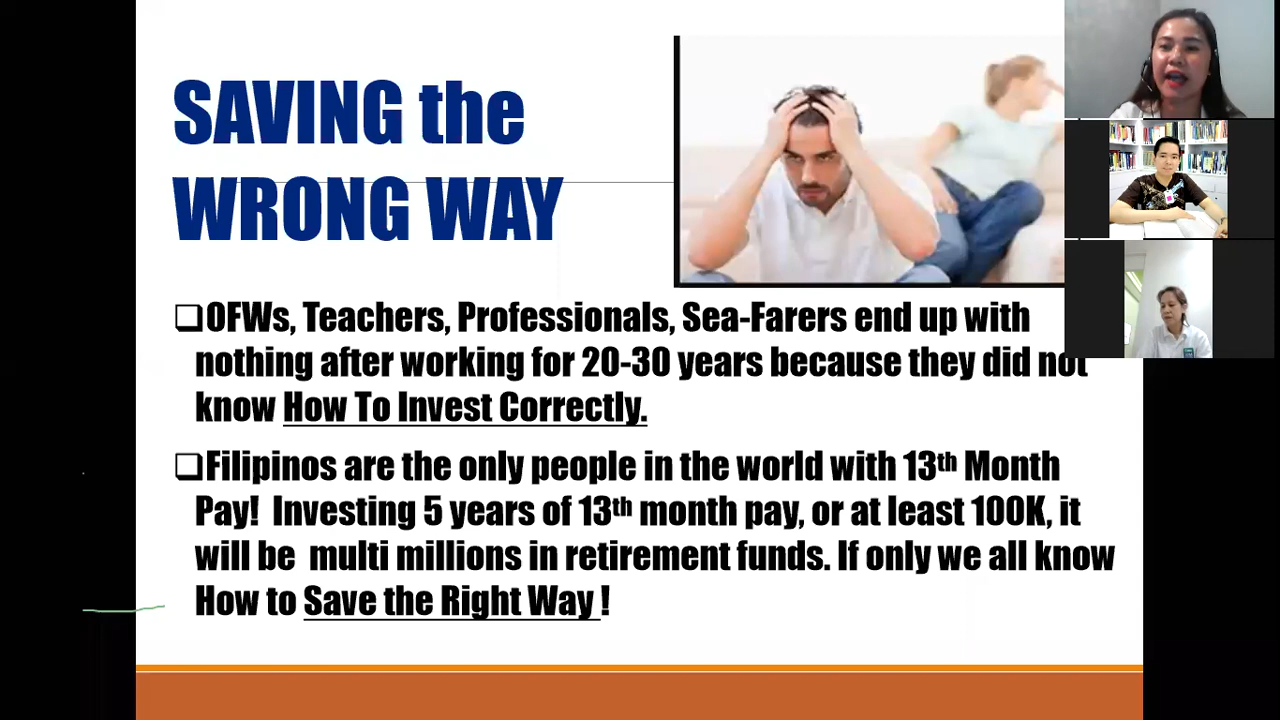 SAVING the
WRONG WAY
OFWs, Teachers, Professionals, Sea-Farers end up with
nothing after working for 20-30 years because they did not
know How To Invest Correctly.
Filipinos are the only people in the world with 13th Month
Pay! Investing 5 years of 13th month pay, or at least 100K, it
will be multi millions in retirement funds. If only we all know
How to Save the Right Way !